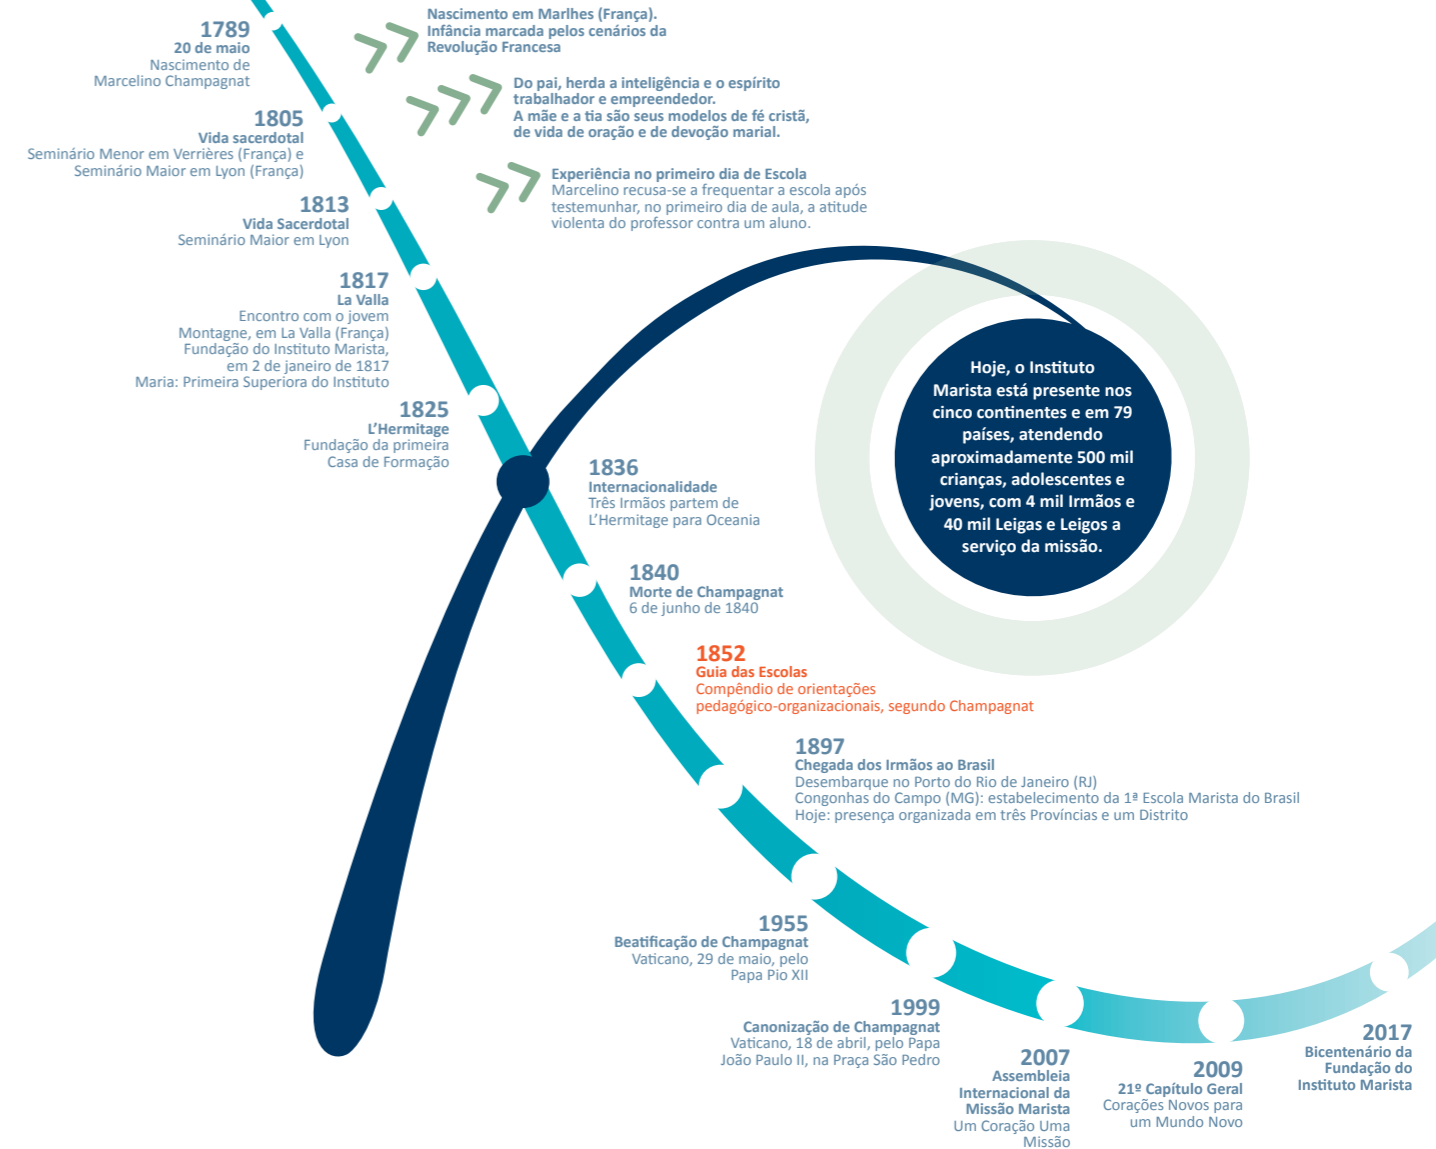 1789
20 de maio
Nascimento de
Marcelino Champagnat
Nascimento em Marlhes (França).
Infância marcada pelos cenários da
Revolução Francesa
Do pai, herda a inteligência e o espírito
trabalhador e empreendedor.
A mãe e a tia são seus modelos de fé cristã,
de vida de oração e de devoção marial.
Experiência no primeiro dia de Escola
Marcelino recusa-se a frequentar a escola após
testemunhar, no primeiro dia de aula, a atitude
violenta do professor contra um aluno.
1805
Vida sacerdotal
Seminário Menor em Verrières (França) e
Seminário Maior em Lyon (França)
1813
Vida Sacerdotal
Seminário Maior em Lyon
1817
La Valla
Encontro com o jovem
Montagne, em La Valla (França)
Fundação do Instituto Marista,
em 2 de janeiro de 1817
Maria: Primeira Superiora do Instituto
1825
L'Hermitage
Fundação da primeira
Casa de Formação
1836
Internacionalidade
Três Irmãos partem de
L'Hermitage para Oceania
1840
Morte de Champagnat
6 de junho de 1840
Hoje, o Instituto
Marista está presente nos
cinco continentes e em 79
países, atendendo
aproximadamente 500 mil
crianças, adolescentes e
jovens, com 4 mil Irmãos e
40 mil Leigas e Leigos a
serviço da missão.
1852
Guia das Escolas
Compêndio de orientações
pedagógico-organizacionais, segundo Champagnat
1897
Chegada dos Irmãos ao Brasil
Desembarque no Porto do Rio de Janeiro (RJ)
Congonhas do Campo (MG): estabelecimento da 1ª Escola Marista do Brasil
Hoje: presença organizada em três Províncias e um Distrito
1955
Beatificação de Champagnat
Vaticano, 29 de maio, pelo
Papa Pio XII
1999
Canonização de Champagnat
Vaticano, 18 de abril, pelo Papa
João Paulo II, na Praça São Pedro
2007
Assembleia
Internacional da
Missão Marista
Um Coração Uma
Missão
2009
21º Capítulo Geral
Corações Novos para
um Mundo Novo
2017
Bicentenário da
Fundação do
Instituto Marista